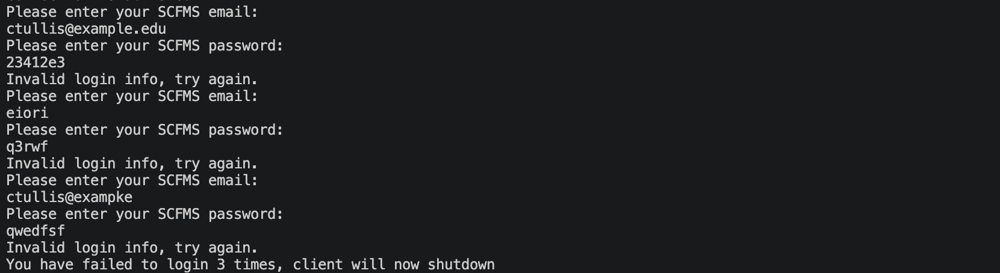 Please enter your SCFMS email:
ctullis@example.edu
Please enter your SCFMS password:
23412e3
Invalid login info, try again.
Please enter your SCFMS email:
eiori
Please enter your SCFMS password:
q3rwf
Invalid login info, try again.
Please enter your SCFMS email:
ctullis@exampke
Please enter your SCFMS password:
qwedfsf
Invalid login info, try again.
You have failed to login 3 times, client will now shutdown